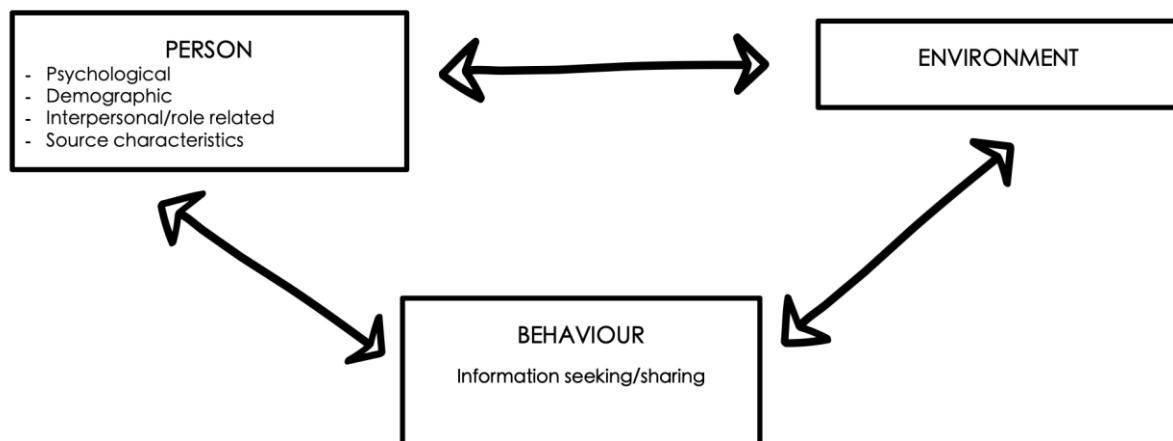 PERSON
- Psychological
- Demographic
- Interpersonal/role related
- Source characteristics
ENVIRONMENT
BEHAVIOUR
Information seeking/sharing